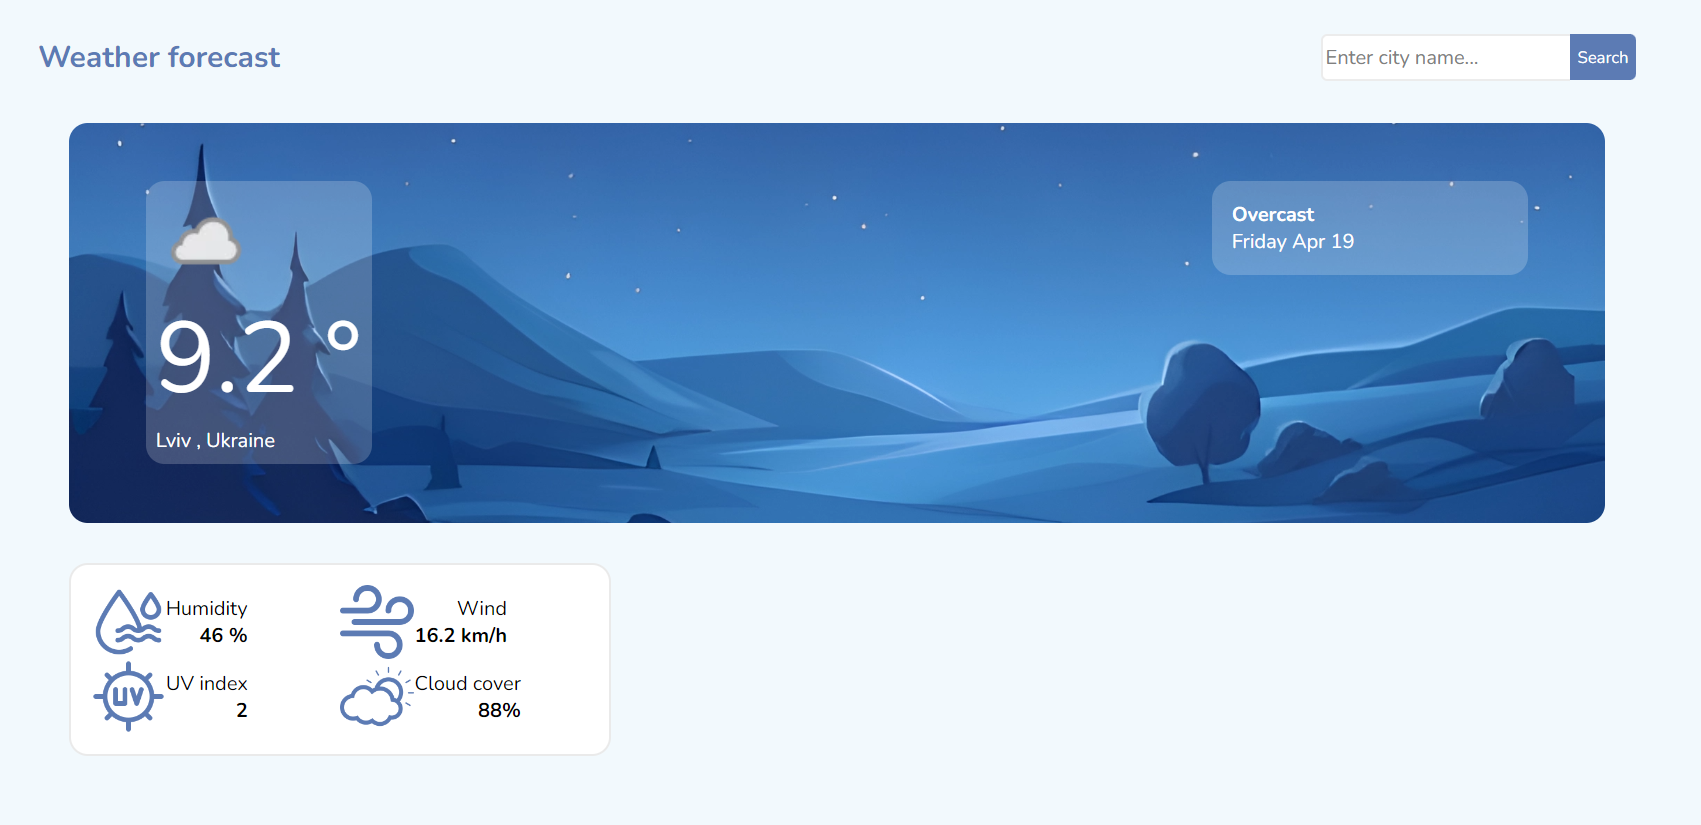 Weather forecast
Enter city name...
Search
Overcast
Friday Apr 19
9.2 °
Lviv , Ukraine
Humidity
46 %
Wind
16.2 km/h
UV
UV index
2
Cloud cover
88%